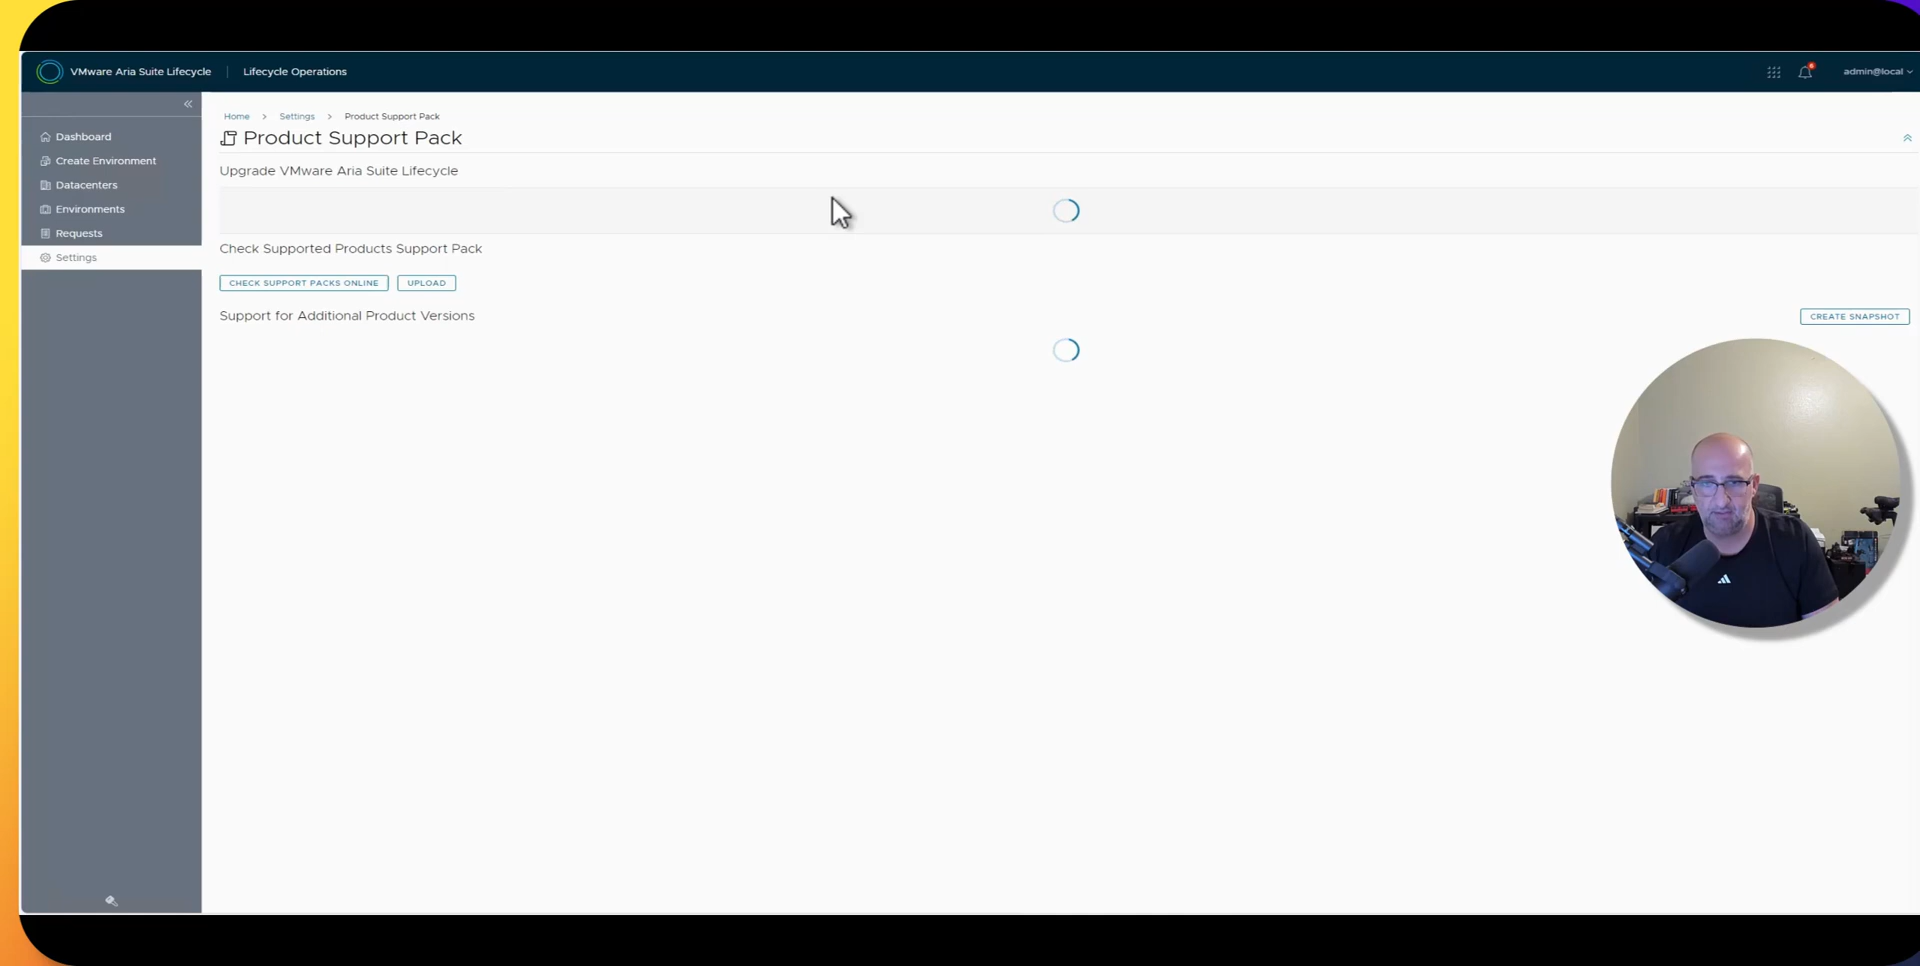 VMware Aria Suite Lifecycle | Lifecycle Operations
6
admin@local
Dashboard
Create Environment
Datacenters
Environments
Requests
Settings
Home > Settings > Product Support Pack
Product Support Pack
Upgrade VMware Aria Suite Lifecycle
Check Supported Products Support Pack
CHECK SUPPORT PACKS ONLINE UPLOAD
Support for Additional Product Versions
CREATE SNAPSHOT